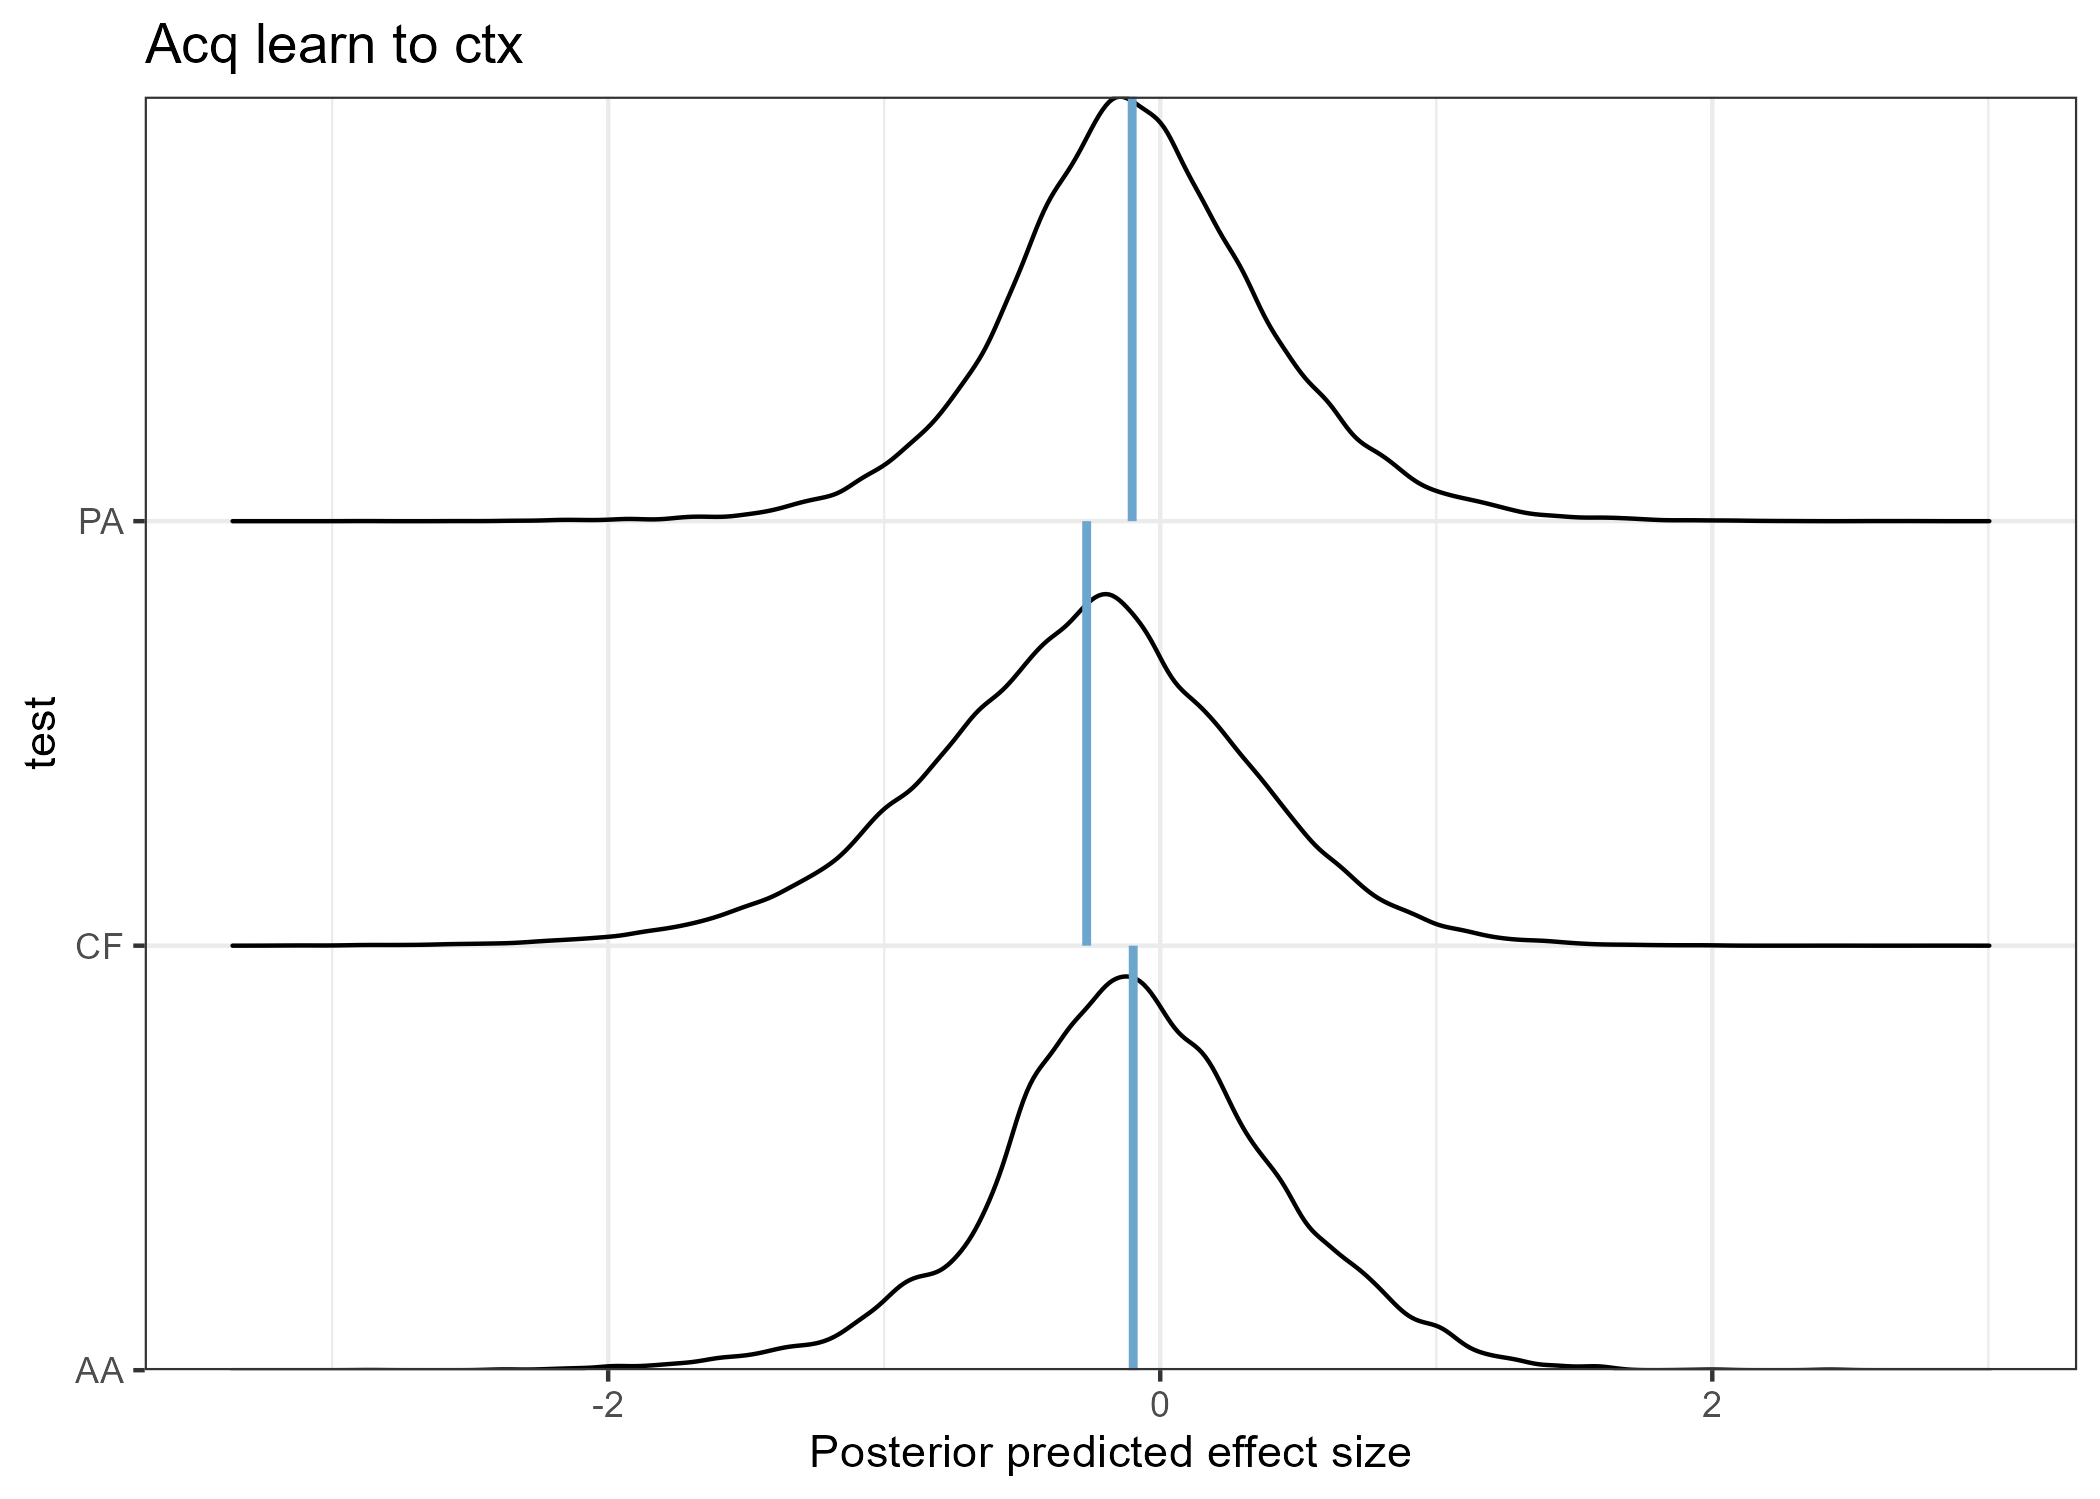 Acq learn to ctx
PA
CF
AA
test
-2
0
2
Posterior predicted effect size